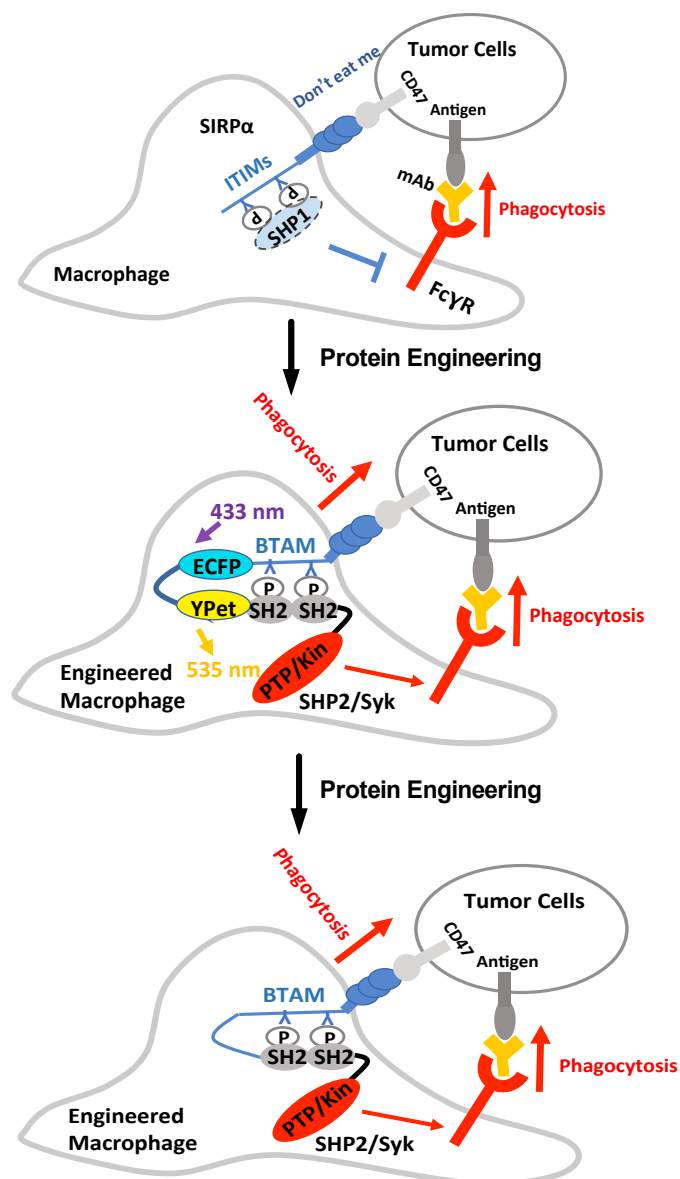 Tumor Cells
Don't eat me
CD47
Antigen
SIRPα
ITIMs
mAb
P
P
SHP1
Phagocytosis
Macrophage
FcγR
Protein Engineering
Phagocytosis
Tumor Cells
CD47
433 nm
Antigen
BTAM
ECFP
P
P
YPet
SH2
SH2
Phagocytosis
535 nm
PTP/Kin
Engineered
Macrophage
SHP2/Syk
Protein Engineering
Phagocytosis
Tumor Cells
CD47
Antigen
BTAM
P
P
SH2
SH2
Phagocytosis
PTP/Kin
Engineered
Macrophage
SHP2/Syk